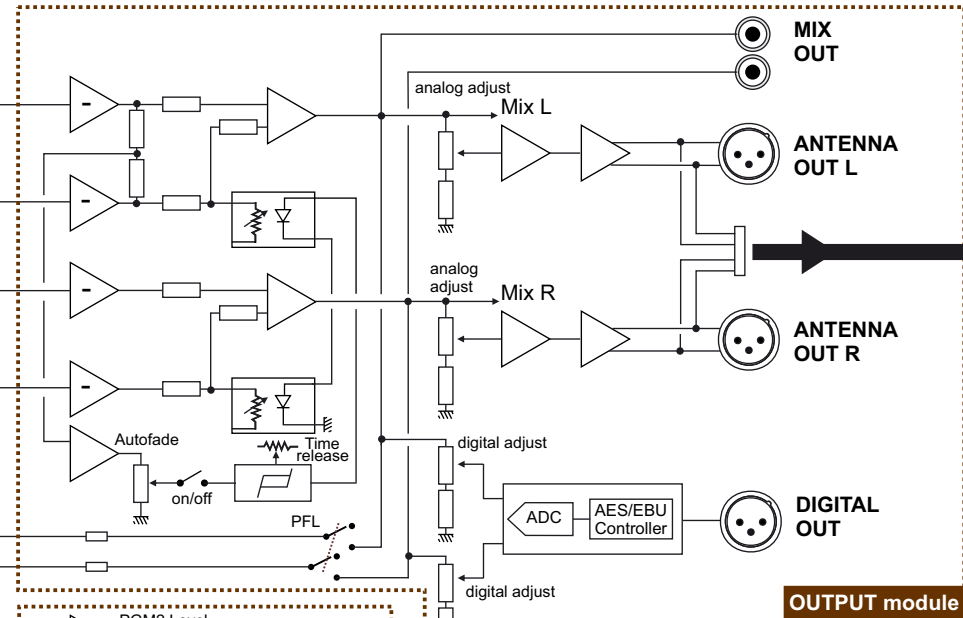 MIX
OUT
analog adjust
Mix L
ANTENNA
OUT L
analog
adjust
Mix R
ANTENNA
OUT R
Autofade
Time
release
on/off
digital adjust
PFL
ADC
AES/EBU
Controller
DIGITAL
OUT
digital adjust
OUTPUT module